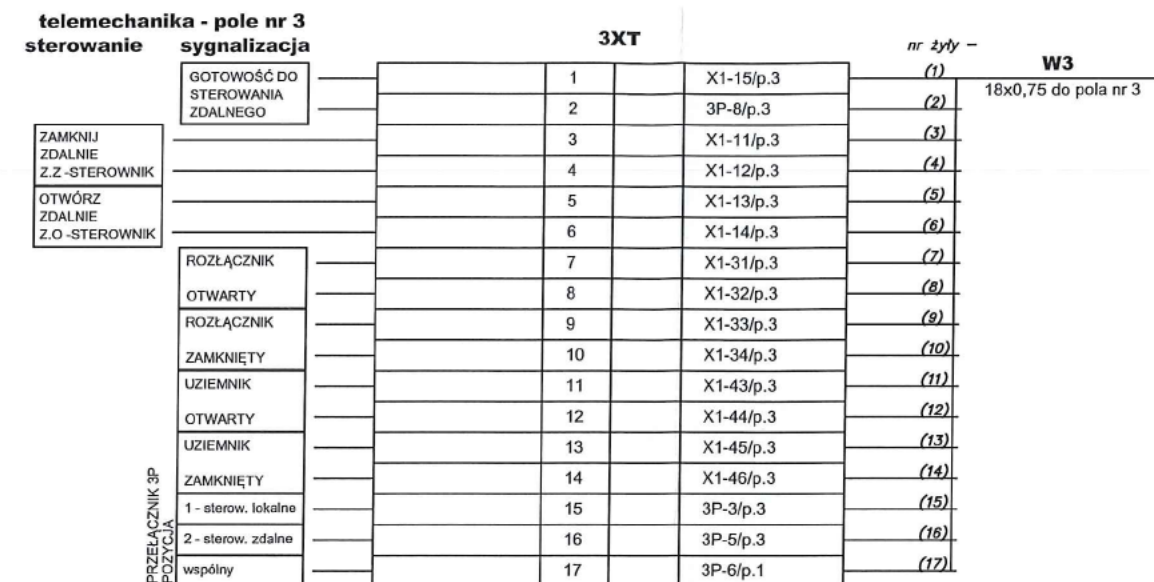 telemechanika - pole nr 3
sterowanie sygnalizacja
3XT
nr żyły –
W3
18x0,75 do pola nr 3
GOTOWOŚĆ DO
STEROWANIA
ZDALNEGO
1 X1-15/p.3 (1)
2 3P-8/p.3 (2)
ZAMKNIJ
ZDALNIE
Z.Z -STEROWNIK
3 X1-11/p.3 (3)
4 X1-12/p.3 (4)
OTWÓRZ
ZDALNIE
Z.O -STEROWNIK
5 X1-13/p.3 (5)
6 X1-14/p.3 (6)
ROZŁĄCZNIK 7 X1-31/p.3 (7)
OTWARTY 8 X1-32/p.3 (8)
ROZŁĄCZNIK 9 X1-33/p.3 (9)
ZAMKNIĘTY 10 X1-34/p.3 (10)
UZIEMNIK 11 X1-43/p.3 (11)
OTWARTY 12 X1-44/p.3 (12)
UZIEMNIK 13 X1-45/p.3 (13)
ZAMKNIĘTY 14 X1-46/p.3 (14)
PRZEŁĄCZNIK 3P
POZYCJA
1 - sterow. lokalne 15 3P-3/p.3 (15)
2 - sterow. zdalne 16 3P-5/p.3 (16)
wspólny 17 3P-6/p.1 (17)